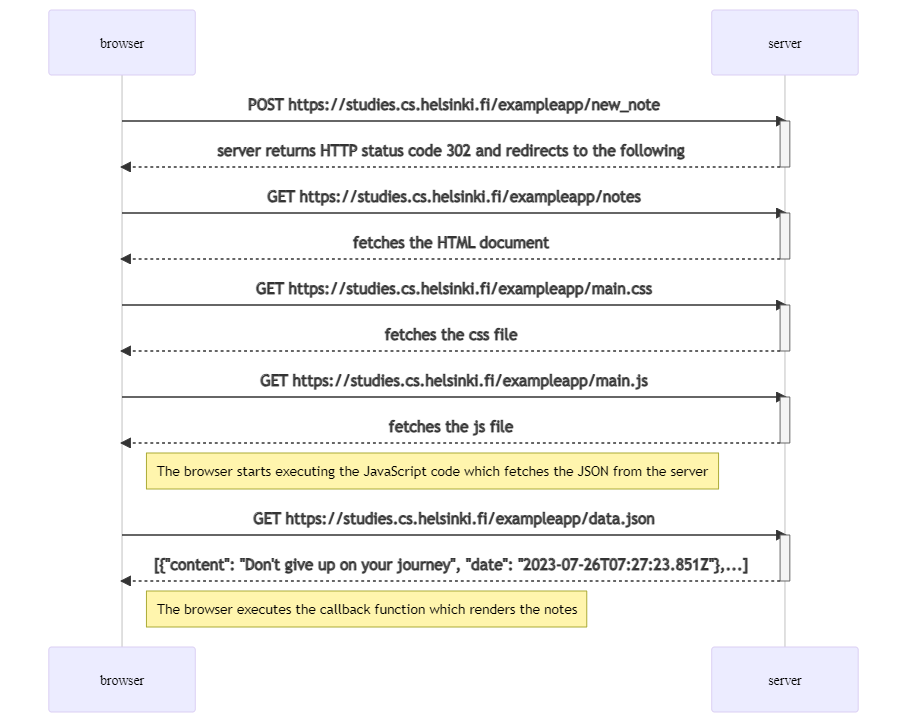 browser
server
POST https://studies.cs.helsinki.fi/exampleapp/new_note
server returns HTTP status code 302 and redirects to the following
GET https://studies.cs.helsinki.fi/exampleapp/notes
fetches the HTML document
GET https://studies.cs.helsinki.fi/exampleapp/main.css
fetches the css file
GET https://studies.cs.helsinki.fi/exampleapp/main.js
fetches the js file
The browser starts executing the JavaScript code which fetches the JSON from the server
GET https://studies.cs.helsinki.fi/exampleapp/data.json
[{"content": "Don't give up on your journey", "date": "2023-07-26T07:27:23.851Z"},...]
The browser executes the callback function which renders the notes
browser
server